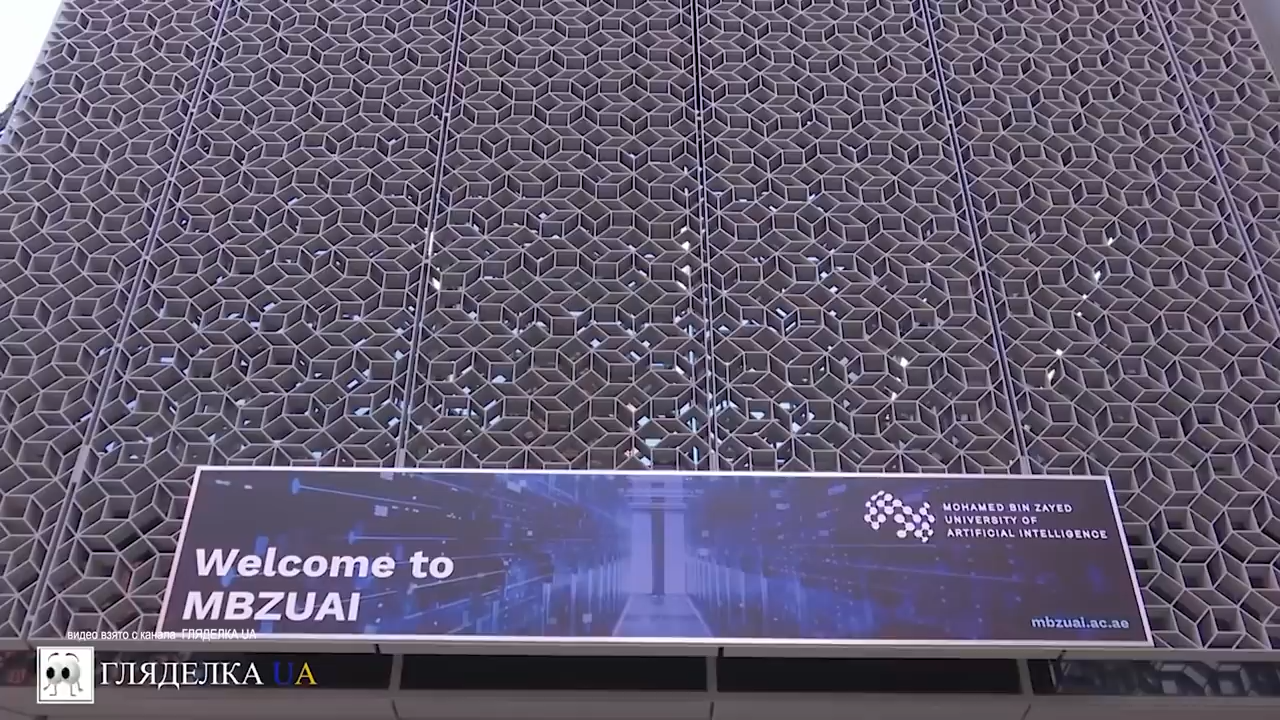 MOHAMED BIN ZAYED
UNIVERSITY OF
ARTIFICIAL INTELLIGENCE
Welcome to
MBZUAI
mbzuai.ac.ae
видео взято с канала ГЛЯДЕЛКА UA
ГЛЯДЕЛКА UA